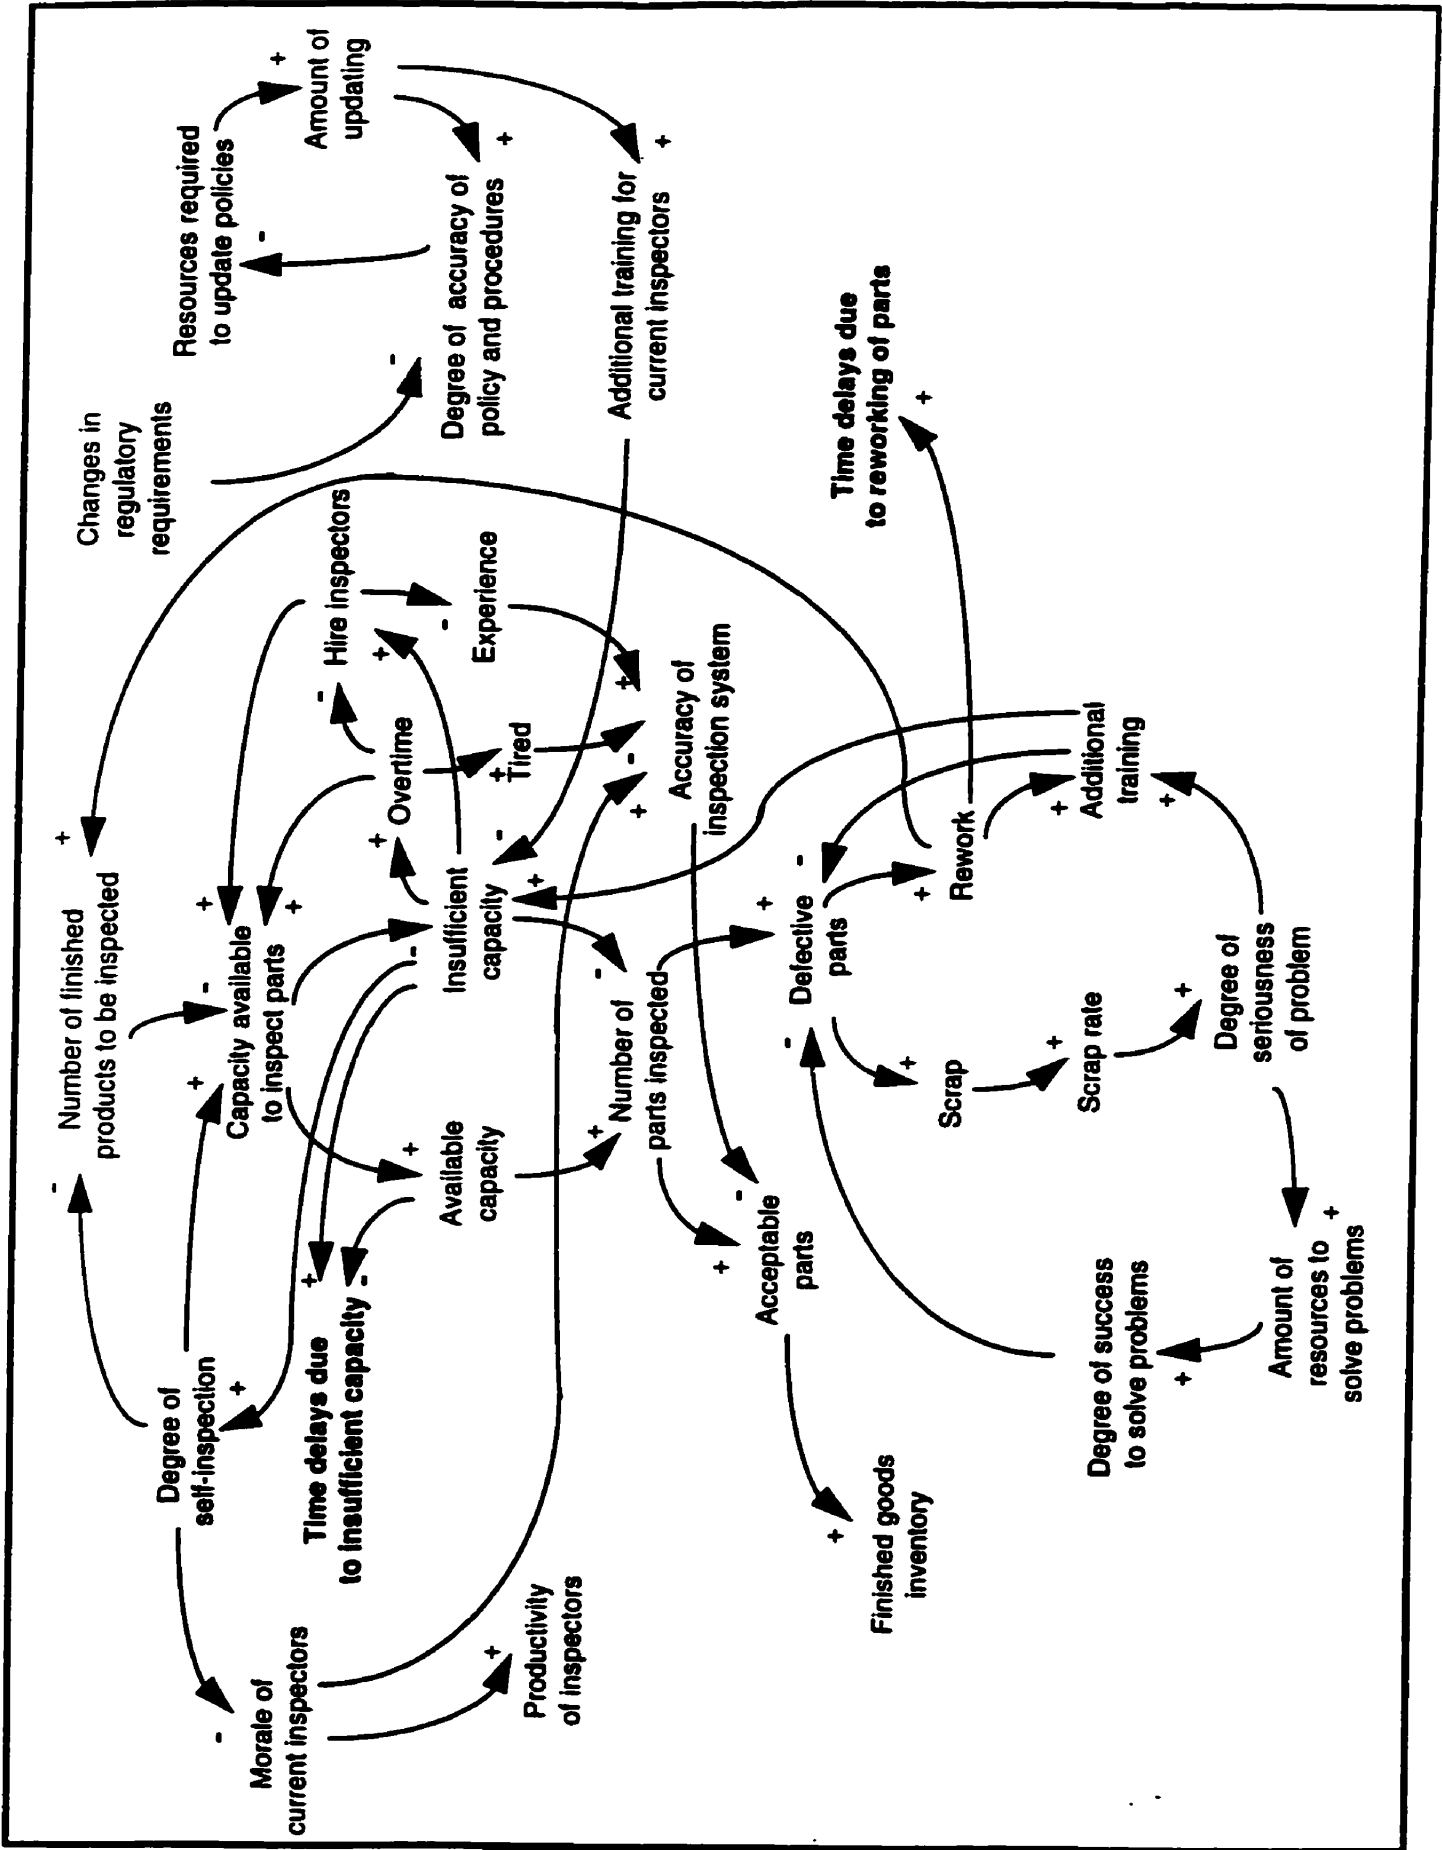 Number of finished
products to be inspected
+
-
Changes in
regulatory
requirements
Resources required
to update policies
-
+
Amount of
updating
Degree of
self-inspection
+
+
-
Capacity available
to inspect parts
+
+
Hire inspectors
-
+
-
Degree of accuracy of
policy and procedures
-
+
Morale of
current inspectors
-
Time delays due
to insufficient capacity
+
-
Overtime
+
Experience
-
Tired
+
Insufficient
capacity
-
-
+
Available
capacity
+
Productivity
of inspectors
+
Additional training for
current inspectors
+
Number of
parts inspected
+
-
Accuracy of
inspection system
+
-
+
Acceptable
parts
+
-
Defective
parts
+
-
-
Time delays due
to reworking of parts
+
Finished goods
inventory
+
Scrap
+
Rework
+
Scrap rate
+
Additional
training
+
+
Degree of success
to solve problems
+
Degree of
seriousness
of problem
+
Amount of
resources to
solve problems
+